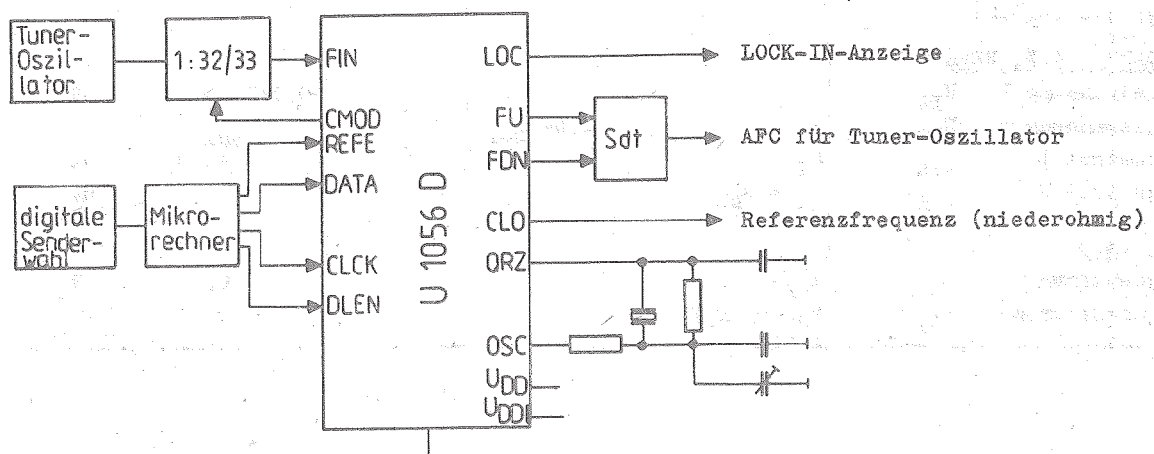 Tuner-
Oszil-
lator
1:32/33
FIN
CMOD
REFE
DATA
CLCK
DLEN
digitale
Sender-
wahl
Mikro-
rechner
U 1056 D
LOC
FU
FDN
CLO
ORZ
OSC
UDD
UDDI
Sdt
LOCK-IN-Anzeige
AFC für Tuner-Oszillator
Referenzfrequenz (niederohmig)